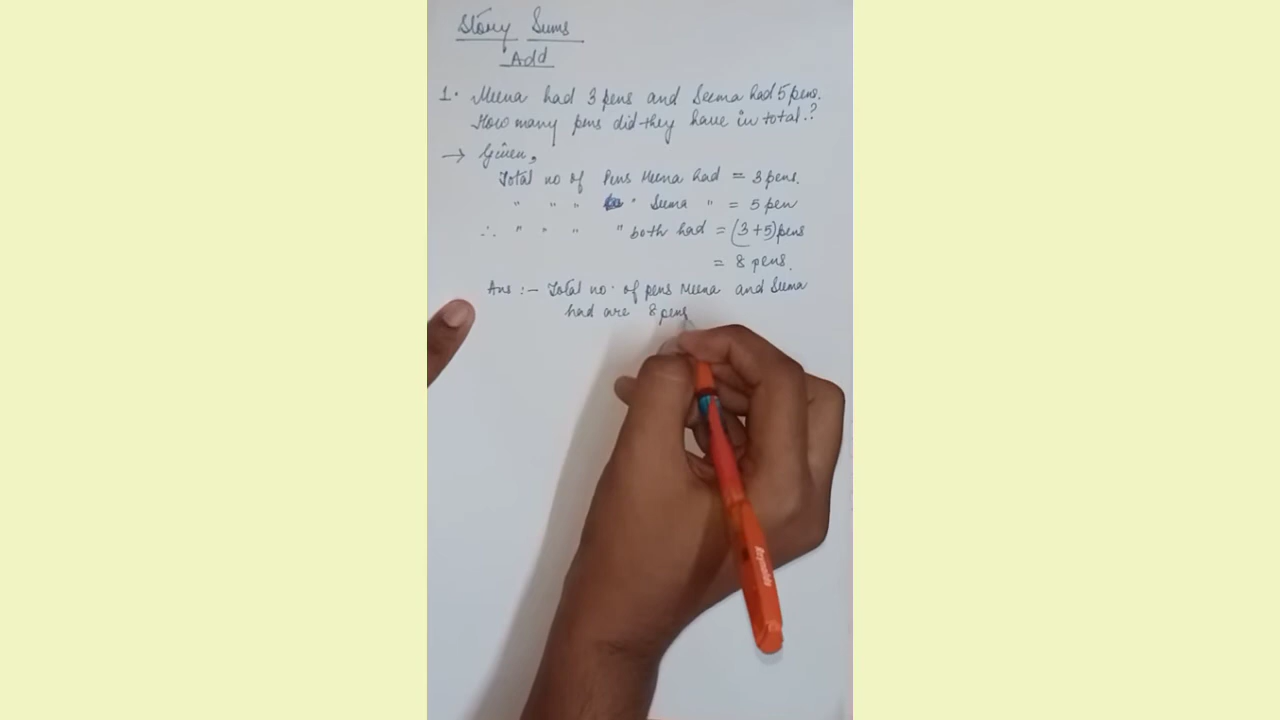 Story Sums
Add
1. Meena had 3 pens and Seema had 5 pens.
How many pens did they have in total.?
→ Given,
Total no of Pens Meena had = 3 pens.
" " " " Seema " = 5 pen
∴ " " " " both had = (3+5) pens
= 8 pens.
Ans :- Total no. of pens Meena and Seema
had are 8 pens
Reynolds